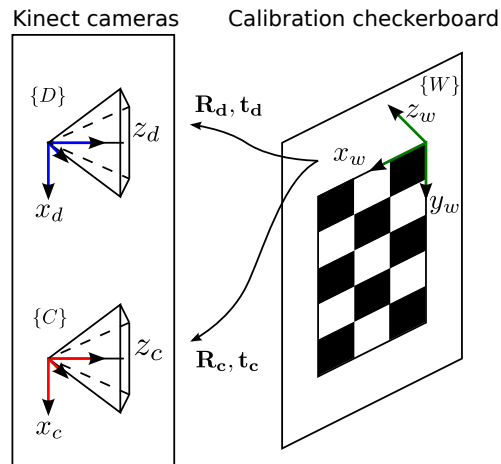 Kinect cameras
Calibration checkerboard
{D}
z_d
x_d
R_d, t_d
{W}
z_w
x_w
y_w
{C}
z_c
x_c
R_c, t_c